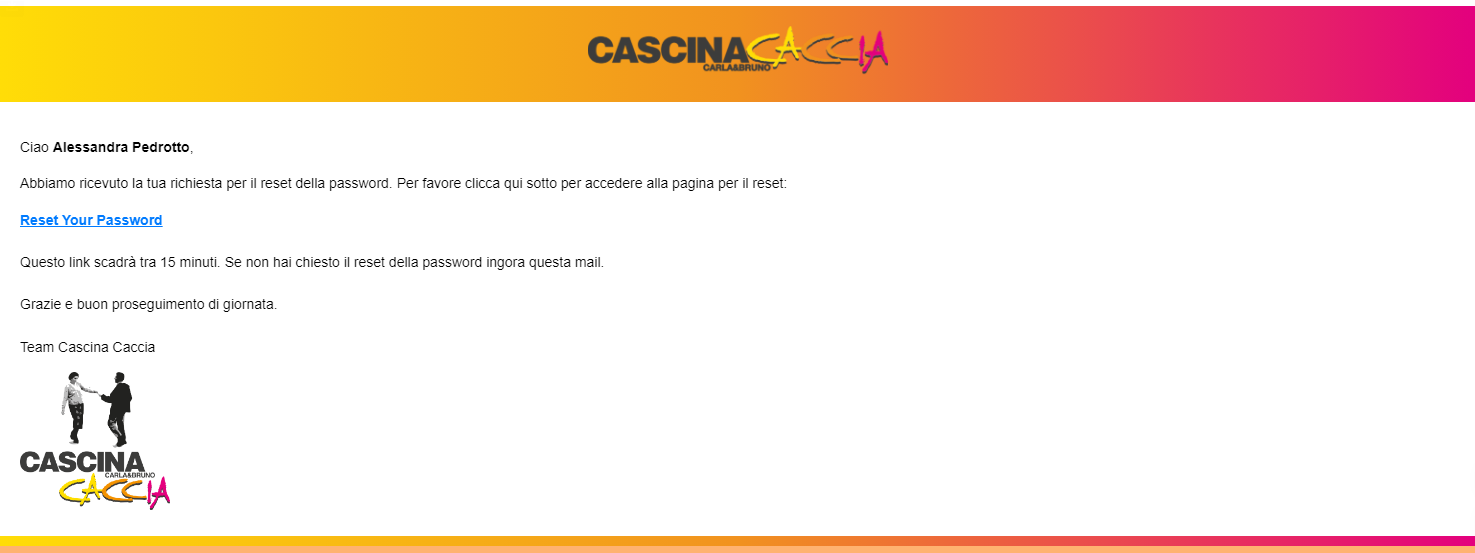 CASCINACACCIA
CARLA&BRUNO
Ciao Alessandra Pedrotto,
Abbiamo ricevuto la tua richiesta per il reset della password. Per favore clicca qui sotto per accedere alla pagina per il reset:
Reset Your Password
Questo link scadrà tra 15 minuti. Se non hai chiesto il reset della password ingora questa mail.
Grazie e buon proseguimento di giornata.
Team Cascina Caccia
CASCINA
CARLA&BRUNO
CACCIA